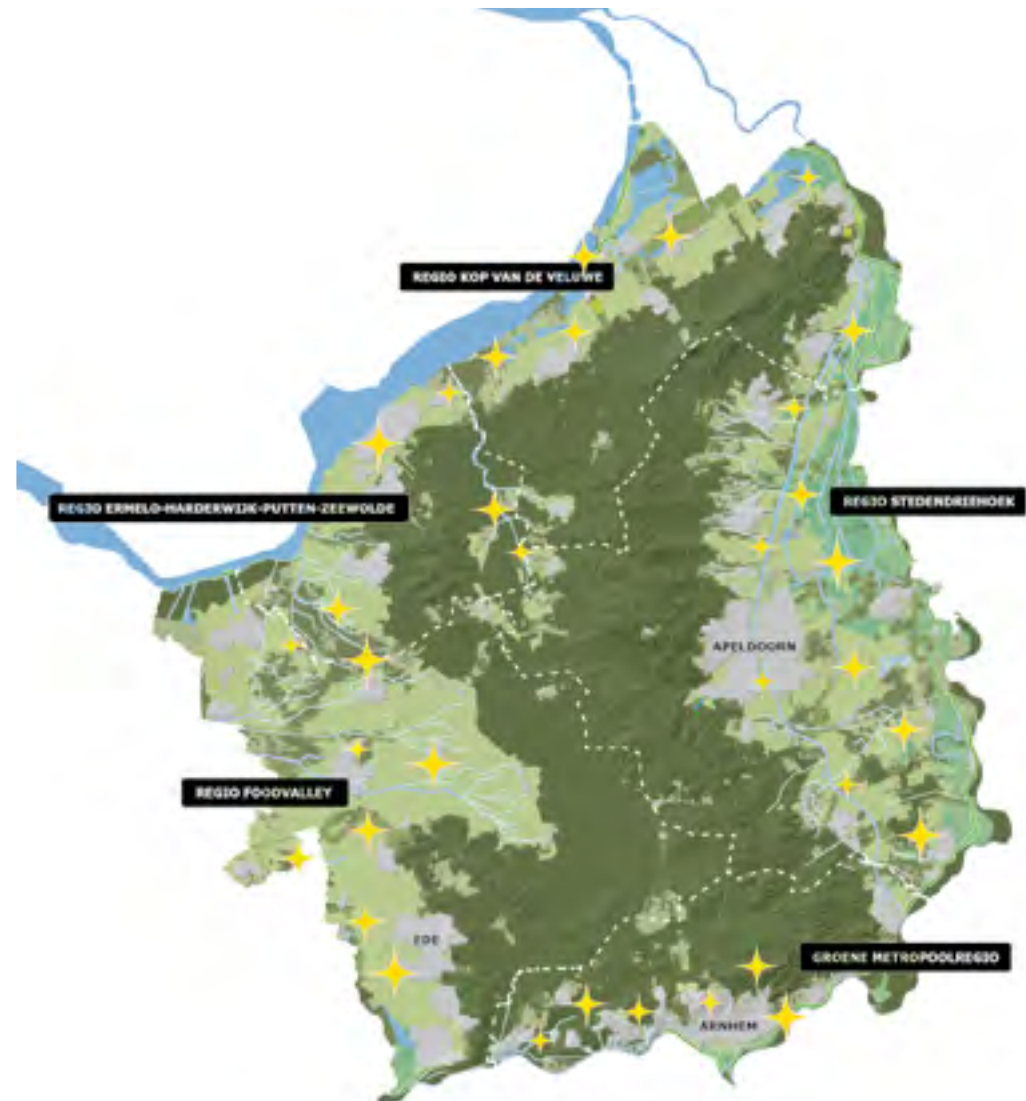 REGIO KOP VAN DE VELUWE
REGIO ERMELO-HARDERWIJK-PUTTEN-ZEEWOLDE
REGIO STEDENDRIEHOEK
APELDOORN
REGIO FOODVALLEY
EDE
GROENE METROPOOLREGIO
ARNHEM